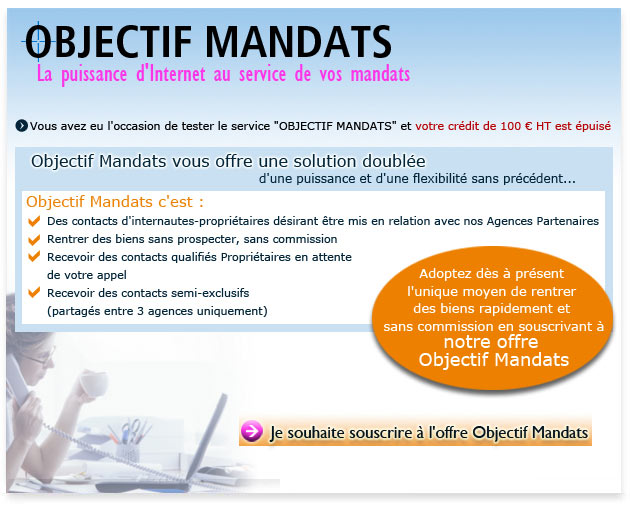 OBJECTIF MANDATS
La puissance d'Internet au service de vos mandats
Vous avez eu l'occasion de tester le service "OBJECTIF MANDATS" et votre crédit de 100 € HT est épuisé
Objectif Mandats vous offre une solution doublée
d'une puissance et d'une flexibilité sans précédent...
Objectif Mandats c'est :
Des contacts d'internautes-propriétaires désirant être mis en relation avec nos Agences Partenaires
Rentrer des biens sans prospecter, sans commission
Recevoir des contacts qualifiés Propriétaires en attente
de votre appel
Recevoir des contacts semi-exclusifs
(partagés entre 3 agences uniquement)
Adoptez dès à présent
l'unique moyen de rentrer
des biens rapidement et
sans commission en souscrivant à
notre offre
Objectif Mandats
Je souhaite souscrire à l'offre Objectif Mandats